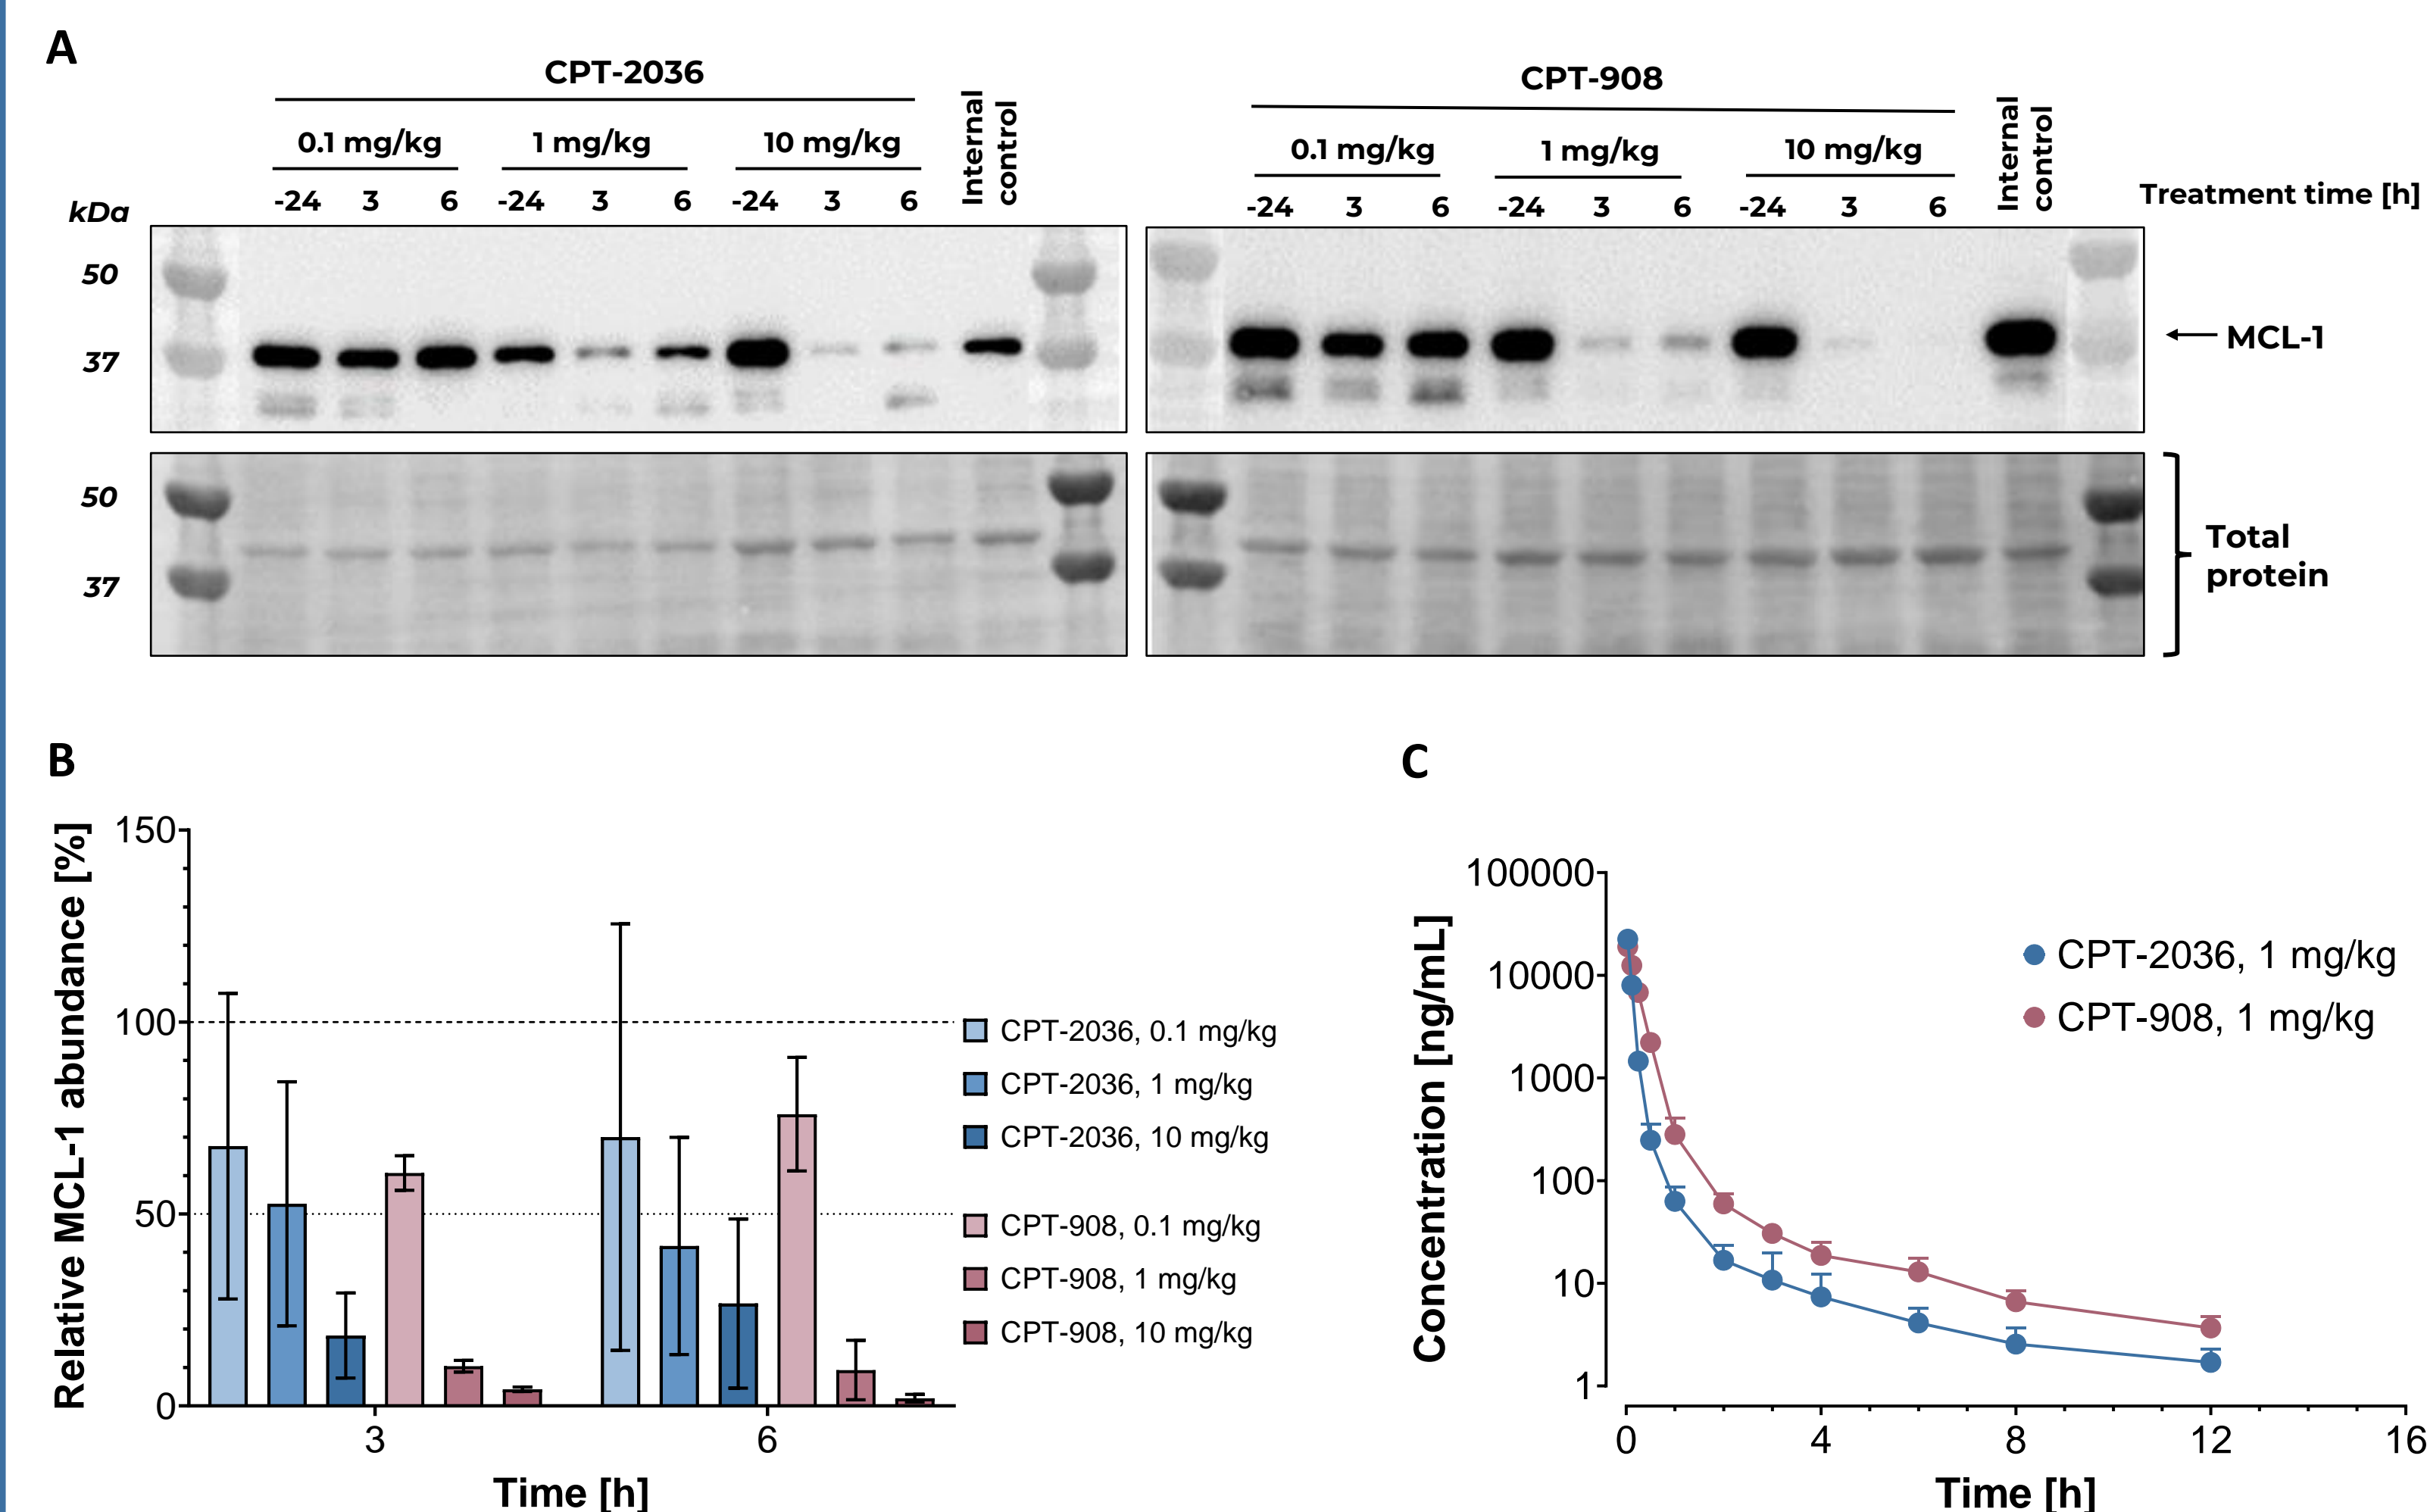 A
CPT-2036
0.1 mg/kg 1 mg/kg 10 mg/kg
Internal
control
-24 3 6 -24 3 6 -24 3 6
CPT-908
0.1 mg/kg 1 mg/kg 10 mg/kg
Internal
control
-24 3 6 -24 3 6 -24 3 6
Treatment time [h]
kDa
50
37
MCL-1
50
37
Total
protein
B
Relative MCL-1 abundance [%]
150
100
50
0
3 6
Time [h]
CPT-2036, 0.1 mg/kg
CPT-2036, 1 mg/kg
CPT-2036, 10 mg/kg
CPT-908, 0.1 mg/kg
CPT-908, 1 mg/kg
CPT-908, 10 mg/kg
C
Concentration [ng/mL]
100000
10000
1000
100
10
1
0 4 8 12 16
Time [h]
CPT-2036, 1 mg/kg
CPT-908, 1 mg/kg